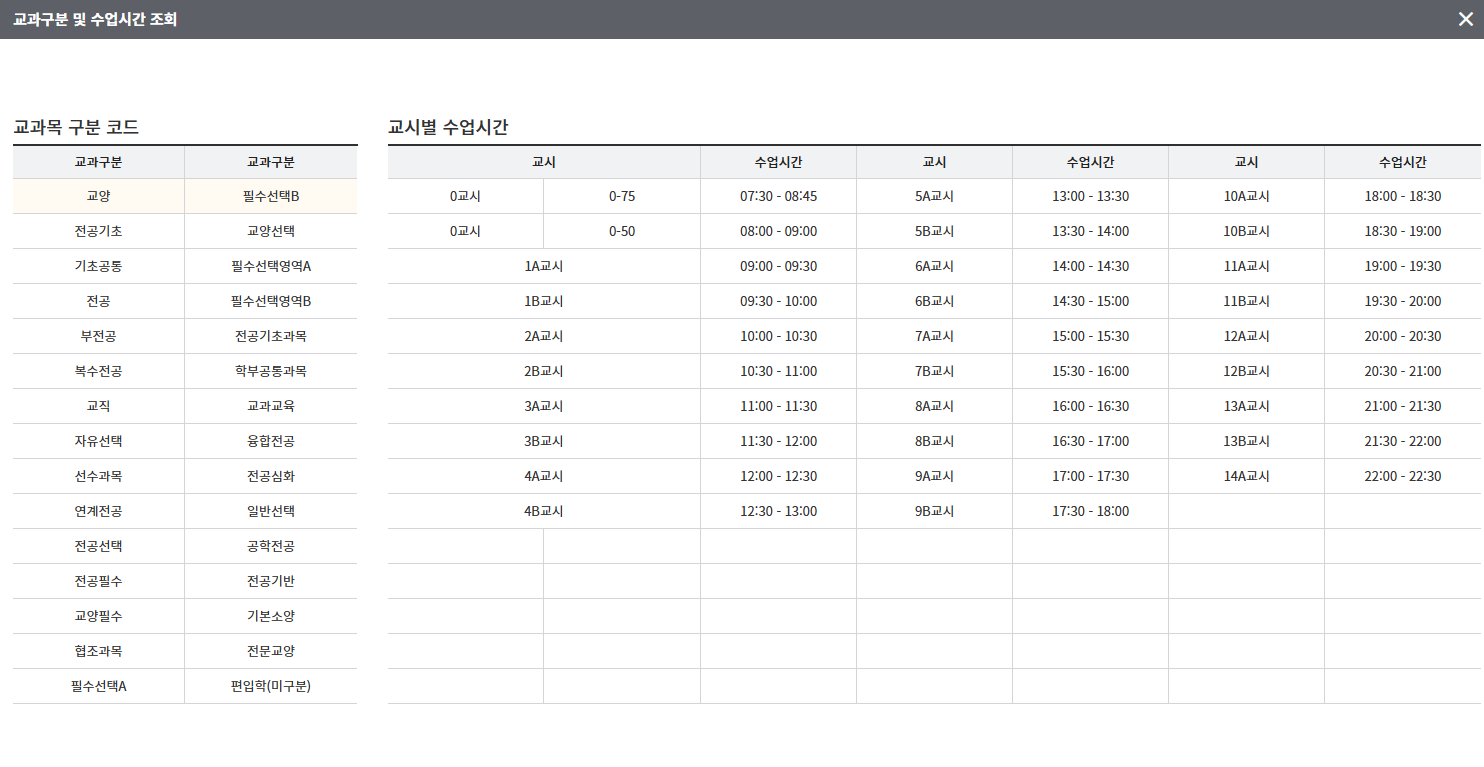 교과구분 및 수업시간 조회
교과목 구분 코드
교과구분 교과구분
교양 필수선택B
전공기초 교양선택
기초공통 필수선택영역A
전공 필수선택영역B
부전공 전공기초과목
복수전공 학부공통과목
교직 교과교육
자유선택 융합전공
선수과목 전공심화
연계전공 일반선택
전공선택 공학전공
전공필수 전공기반
교양필수 기본소양
협조과목 전문교양
필수선택A 편입학(미구분)
교시별 수업시간
교시 수업시간 교시 수업시간 교시 수업시간
0교시 0-75 07:30 - 08:45 5A교시 13:00 - 13:30 10A교시 18:00 - 18:30
0교시 0-50 08:00 - 09:00 5B교시 13:30 - 14:00 10B교시 18:30 - 19:00
1A교시 09:00 - 09:30 6A교시 14:00 - 14:30 11A교시 19:00 - 19:30
1B교시 09:30 - 10:00 6B교시 14:30 - 15:00 11B교시 19:30 - 20:00
2A교시 10:00 - 10:30 7A교시 15:00 - 15:30 12A교시 20:00 - 20:30
2B교시 10:30 - 11:00 7B교시 15:30 - 16:00 12B교시 20:30 - 21:00
3A교시 11:00 - 11:30 8A교시 16:00 - 16:30 13A교시 21:00 - 21:30
3B교시 11:30 - 12:00 8B교시 16:30 - 17:00 13B교시 21:30 - 22:00
4A교시 12:00 - 12:30 9A교시 17:00 - 17:30 14A교시 22:00 - 22:30
4B교시 12:30 - 13:00 9B교시 17:30 - 18:00